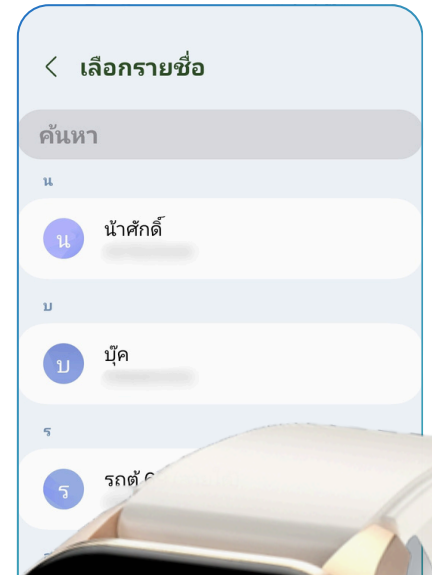 เลือกรายชื่อ
ค้นหา
น
น น้าศักดิ์
บ
บ บุ๊ค
ร
ร รถตู้